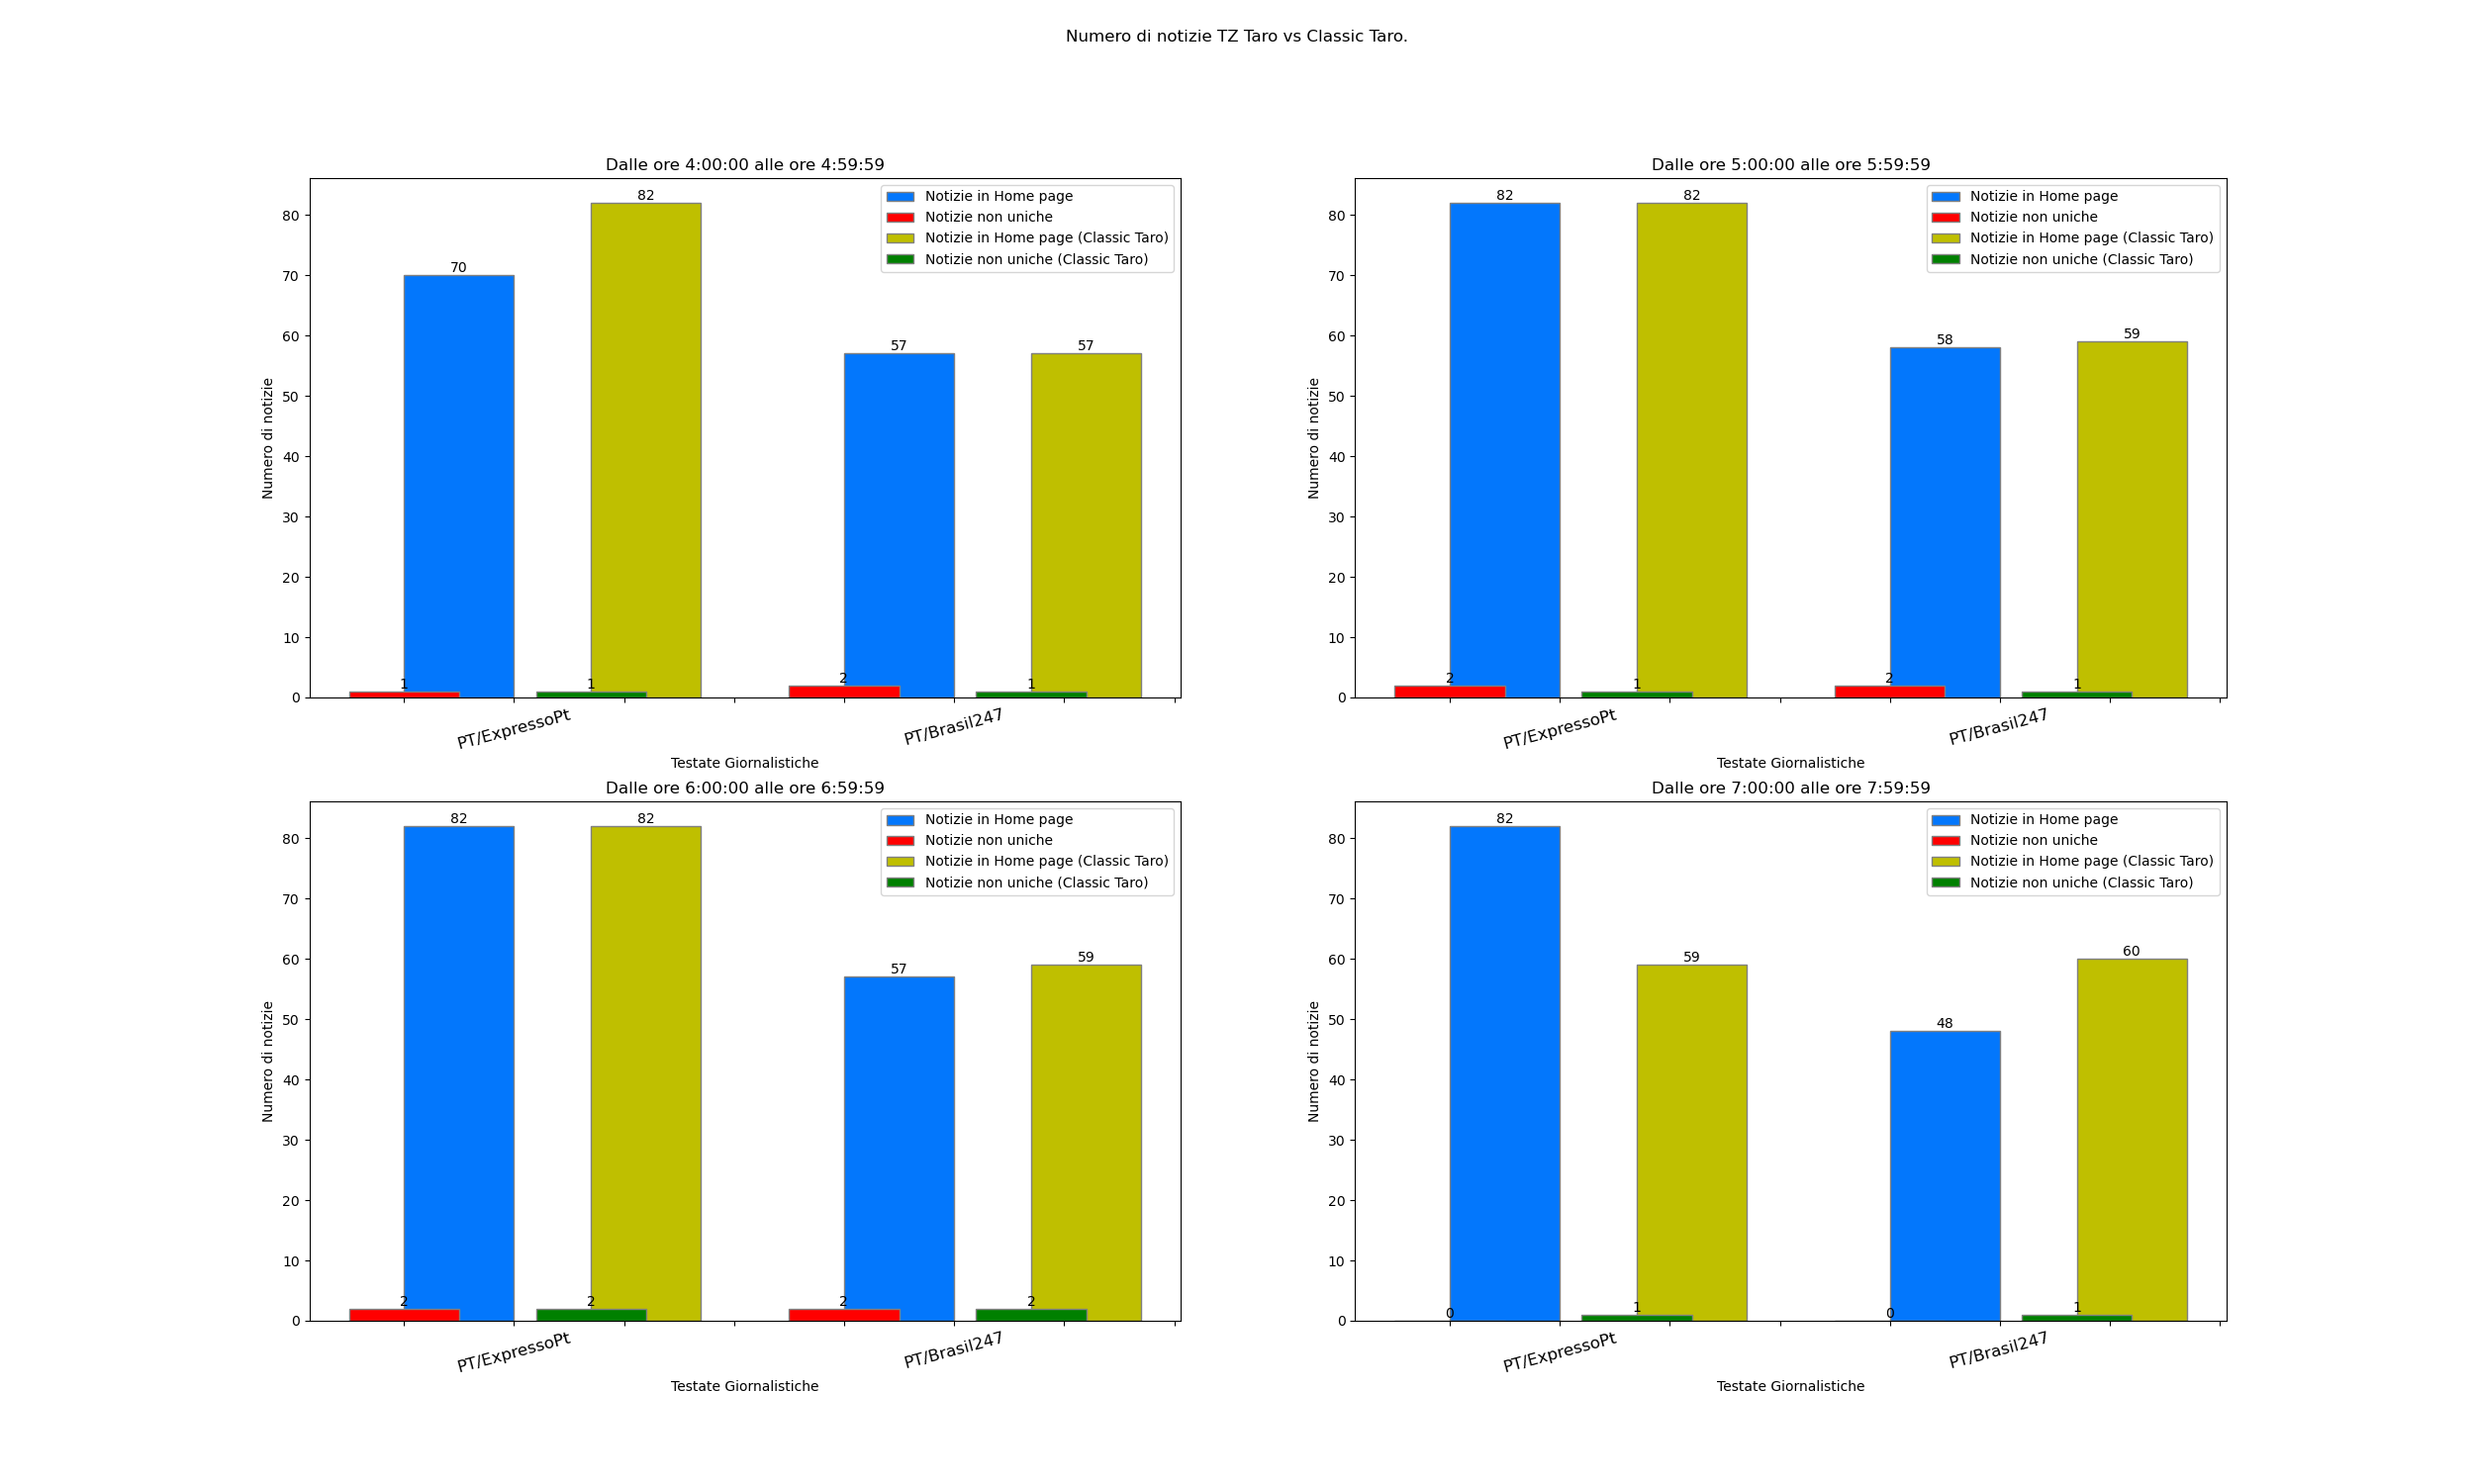 Numero di notizie TZ Taro vs Classic Taro.
Dalle ore 4:00:00 alle ore 4:59:59
Numero di notizie
80
70
60
50
40
30
20
10
0
70
82
57
57
1
1
2
1
Notizie in Home page
Notizie non uniche
Notizie in Home page (Classic Taro)
Notizie non uniche (Classic Taro)
PT/ExpressoPt
PT/Brasil247
Testate Giornalistiche
Dalle ore 5:00:00 alle ore 5:59:59
Numero di notizie
80
70
60
50
40
30
20
10
0
82
82
58
59
2
1
2
1
Notizie in Home page
Notizie non uniche
Notizie in Home page (Classic Taro)
Notizie non uniche (Classic Taro)
PT/ExpressoPt
PT/Brasil247
Testate Giornalistiche
Dalle ore 6:00:00 alle ore 6:59:59
Numero di notizie
80
70
60
50
40
30
20
10
0
82
82
57
59
2
2
2
2
Notizie in Home page
Notizie non uniche
Notizie in Home page (Classic Taro)
Notizie non uniche (Classic Taro)
PT/ExpressoPt
PT/Brasil247
Testate Giornalistiche
Dalle ore 7:00:00 alle ore 7:59:59
Numero di notizie
80
70
60
50
40
30
20
10
0
82
59
48
60
0
1
0
1
Notizie in Home page
Notizie non uniche
Notizie in Home page (Classic Taro)
Notizie non uniche (Classic Taro)
PT/ExpressoPt
PT/Brasil247
Testate Giornalistiche